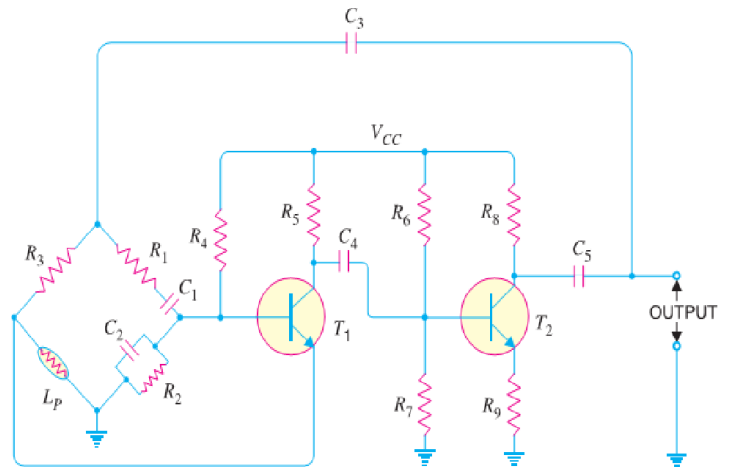 C3
VCC
R3
R1
R4
R5
C4
R6
R8
C5
C1
C2
T1
T2
OUTPUT
LP
R2
R7
R9